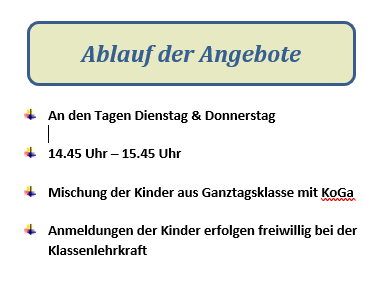 Ablauf der Angebote
An den Tagen Dienstag & Donnerstag
14.45 Uhr – 15.45 Uhr
Mischung der Kinder aus Ganztagsklasse mit KoGa
Anmeldungen der Kinder erfolgen freiwillig bei der
Klassenlehrkraft